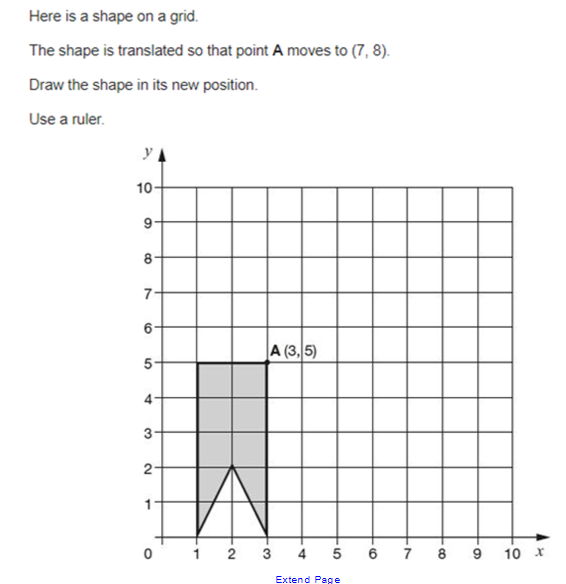 Here is a shape on a grid.
The shape is translated so that point A moves to (7, 8).
Draw the shape in its new position.
Use a ruler.
y
10
9
8
7
6
A (3, 5)
5
4
3
2
1
0 1 2 3 4 5 6 7 8 9 10 x
Extend Page